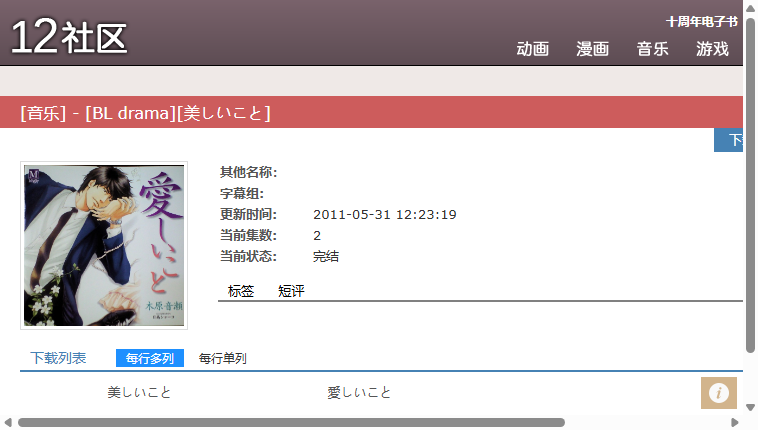 12社区
十周年电子书
动画 漫画 音乐 游戏
[音乐] - [BL drama][美しいこと]
下
愛しいこと
木原音瀬
其他名称:
字幕组:
更新时间: 2011-05-31 12:23:19
当前集数: 2
当前状态: 完结
标签 短评
下载列表 每行多列 每行单列
美しいこと 愛しいこと